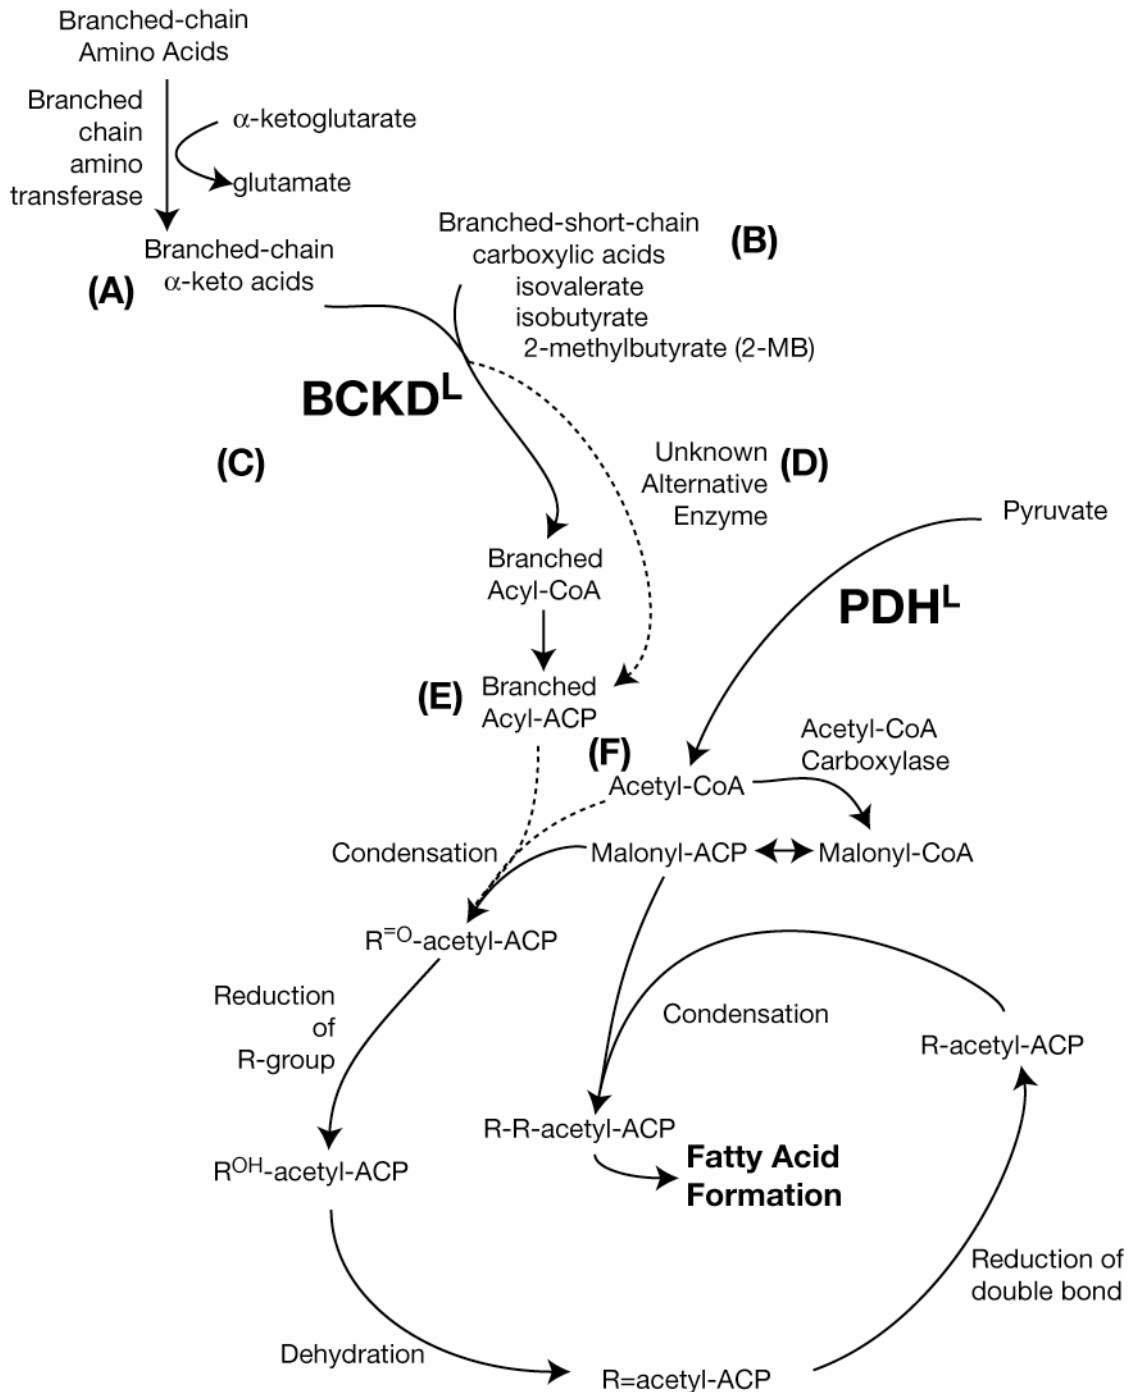 Branched-chain
Amino Acids
Branched
chain
amino
transferase
α-ketoglutarate
glutamate
Branched-chain
α-keto acids
(A)
Branched-short-chain
carboxylic acids
isovalerate
isobutyrate
2-methylbutyrate (2-MB)
(B)
BCKD^L
(C)
Unknown
Alternative
Enzyme
(D)
Pyruvate
Branched
Acyl-CoA
PDH^L
(E)
Branched
Acyl-ACP
(F)
Acetyl-CoA
Acetyl-CoA
Carboxylase
Condensation
Malonyl-ACP
Malonyl-CoA
R^=O-acetyl-ACP
Reduction
of
R-group
Condensation
R-acetyl-ACP
R-R-acetyl-ACP
Fatty Acid
Formation
R^OH-acetyl-ACP
Reduction of
double bond
Dehydration
R=acetyl-ACP